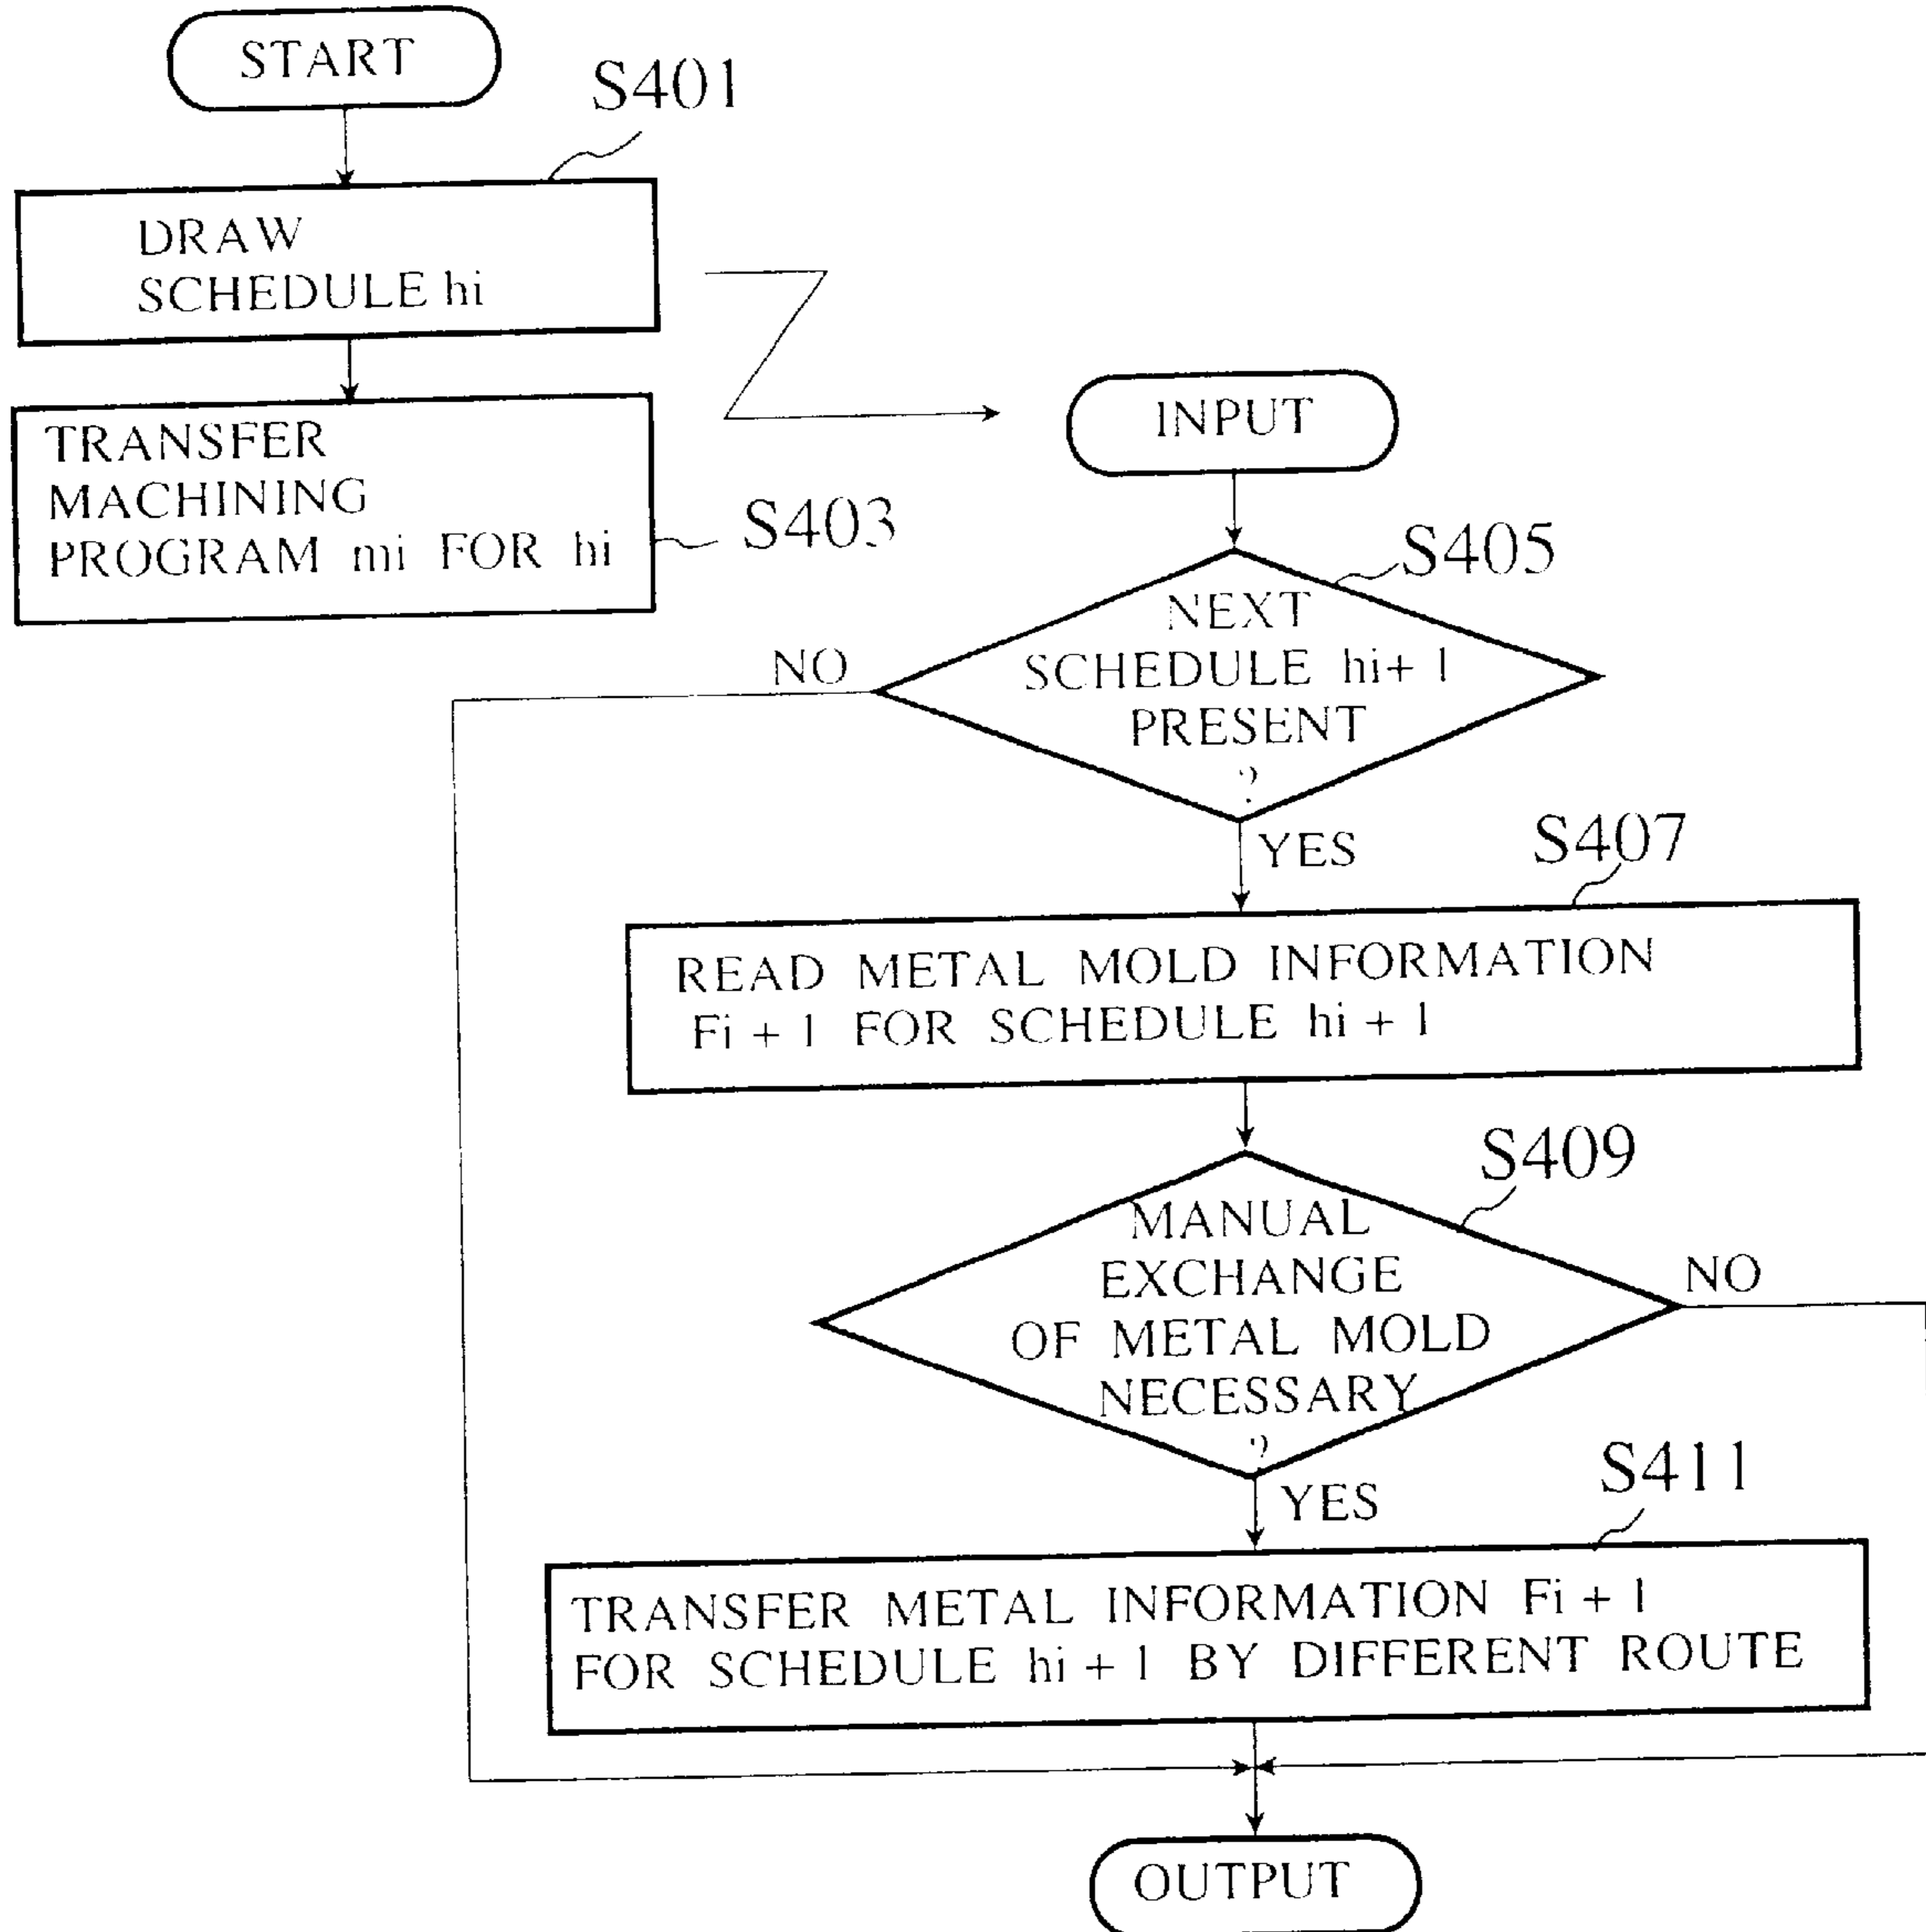 START
S401
DRAW
SCHEDULE hi
TRANSFER
MACHINING
PROGRAM mi FOR hi
S403
INPUT
S405
NEXT
SCHEDULE hi+ 1
PRESENT
?
NO
YES
S407
READ METAL MOLD INFORMATION
Fi + 1 FOR SCHEDULE hi + 1
S409
MANUAL
EXCHANGE
OF METAL MOLD
NECESSARY
?
NO
YES
S411
TRANSFER METAL INFORMATION Fi + 1
FOR SCHEDULE hi + 1 BY DIFFERENT ROUTE
OUTPUT